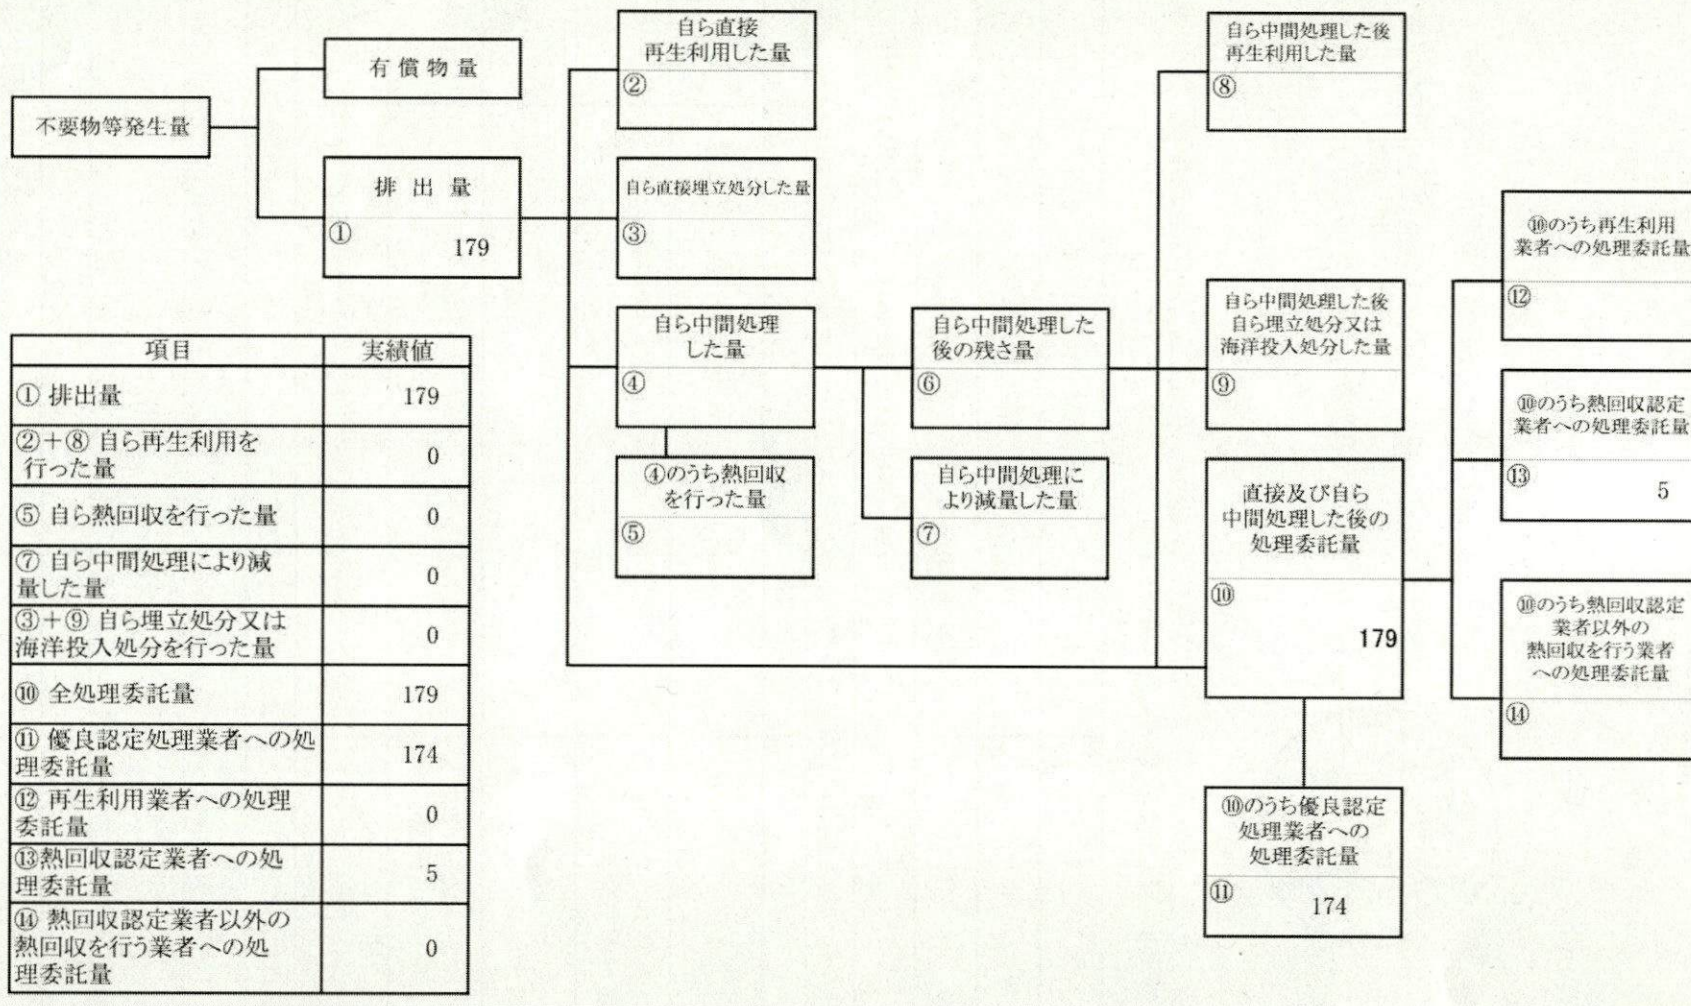 不要物等発生量
有償物量
排出量
①
179
自ら直接
再生利用した量
②
自ら直接埋立処分した量
③
自ら中間処理
した量
④
④のうち熱回収
を行った量
⑤
自ら中間処理した
後の残さ量
⑥
自ら中間処理に
より減量した量
⑦
自ら中間処理した後
再生利用した量
⑧
自ら中間処理した後
自ら埋立処分又は
海洋投入処分した量
⑨
直接及び自ら
中間処理した後の
処理委託量
⑩
179
⑩のうち優良認定
処理業者への
処理委託量
⑪
174
⑩のうち再生利用
業者への処理委託量
⑫
⑩のうち熱回収認定
業者への処理委託量
⑬
5
⑩のうち熱回収認定
業者以外の
熱回収を行う業者
への処理委託量
⑭
項目 実績値
① 排出量 179
②+⑧ 自ら再生利用を
行った量 0
⑤ 自ら熱回収を行った量 0
⑦ 自ら中間処理により減
量した量 0
③+⑨ 自ら埋立処分又は
海洋投入処分を行った量 0
⑩ 全処理委託量 179
⑪ 優良認定処理業者への処
理委託量 174
⑫ 再生利用業者への処理
委託量 0
⑬熱回収認定業者への処
理委託量 5
⑭ 熱回収認定業者以外の
熱回収を行う業者への処
理委託量 0